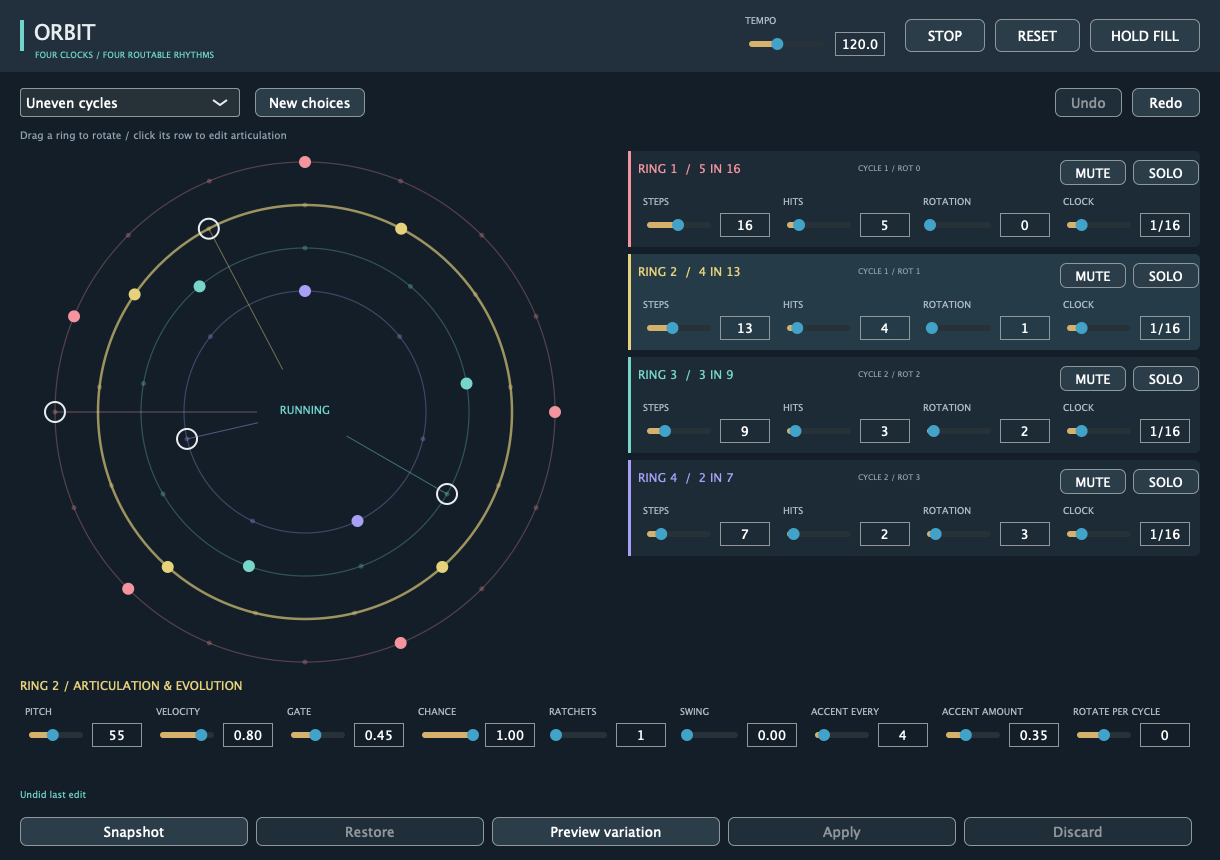 ORBIT
FOUR CLOCKS / FOUR ROUTABLE RHYTHMS
TEMPO
120.0
STOP
RESET
HOLD FILL
Uneven cycles
New choices
Undo
Redo
Drag a ring to rotate / click its row to edit articulation
RUNNING
RING 1 / 5 IN 16
CYCLE 1 / ROT 0
MUTE
SOLO
STEPS
HITS
ROTATION
CLOCK
16
5
0
1/16
RING 2 / 4 IN 13
CYCLE 1 / ROT 1
MUTE
SOLO
STEPS
HITS
ROTATION
CLOCK
13
4
1
1/16
RING 3 / 3 IN 9
CYCLE 2 / ROT 2
MUTE
SOLO
STEPS
HITS
ROTATION
CLOCK
9
3
2
1/16
RING 4 / 2 IN 7
CYCLE 2 / ROT 3
MUTE
SOLO
STEPS
HITS
ROTATION
CLOCK
7
2
3
1/16
RING 2 / ARTICULATION & EVOLUTION
PITCH
VELOCITY
GATE
CHANCE
RATCHETS
SWING
ACCENT EVERY
ACCENT AMOUNT
ROTATE PER CYCLE
55
0.80
0.45
1.00
1
0.00
4
0.35
0
Undid last edit
Snapshot
Restore
Preview variation
Apply
Discard